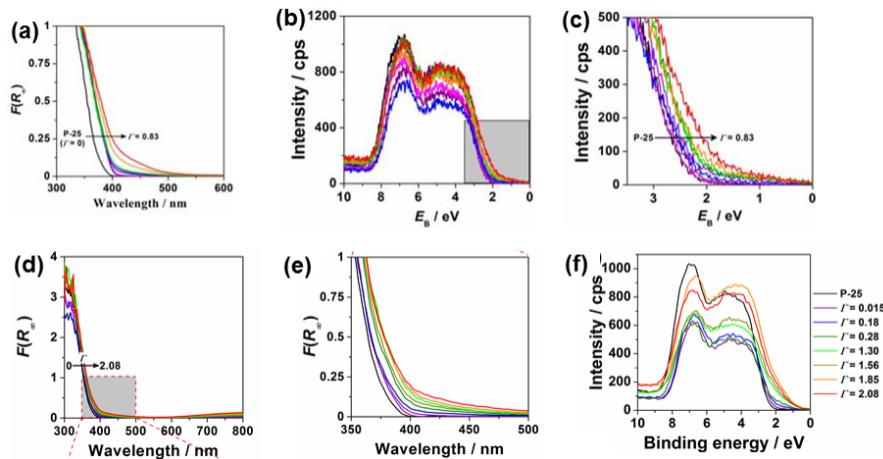 (a)
F(R∞)
1
0.75
0.5
0.25
0
P-25
(Γ = 0)
Γ = 0.83
300 400 500 600
Wavelength / nm
(b)
Intensity / cps
1200
800
400
0
10 8 6 4 2 0
E_B / eV
(c)
Intensity / cps
500
400
300
200
100
0
P-25
Γ = 0.83
3 2 1 0
E_B / eV
(d)
F(R∞)
4
3
2
1
0
Γ
0 2.08
300 400 500 600 700 800
Wavelength / nm
(e)
F(R∞)
1
0.75
0.5
0.25
0
350 400 450 500
Wavelength / nm
(f)
Intensity / cps
1000
800
600
400
200
0
10 8 6 4 2 0
Binding energy / eV
P-25
Γ = 0.015
Γ = 0.18
Γ = 0.28
Γ = 1.30
Γ = 1.56
Γ = 1.85
Γ = 2.08